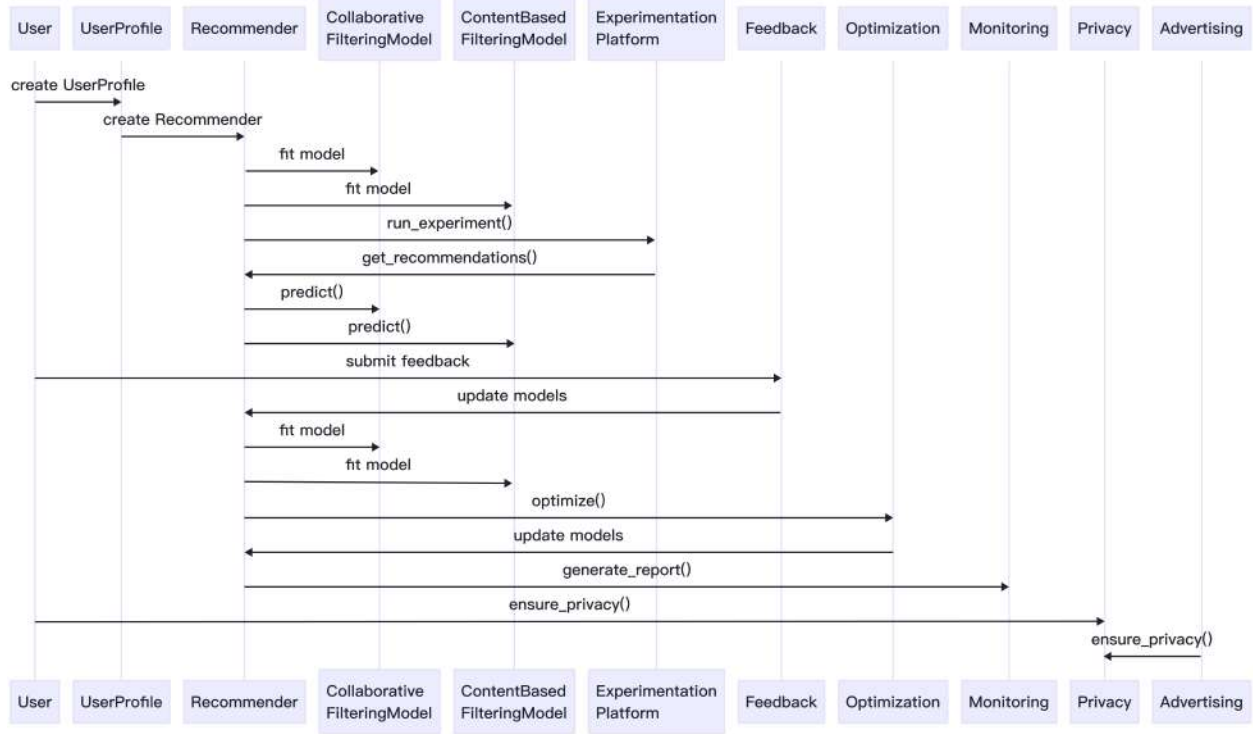 User
UserProfile
Recommender
Collaborative
FilteringModel
ContentBased
FilteringModel
Experimentation
Platform
Feedback
Optimization
Monitoring
Privacy
Advertising
create UserProfile
create Recommender
fit model
fit model
run_experiment()
get_recommendations()
predict()
predict()
submit feedback
update models
fit model
fit model
optimize()
update models
generate_report()
ensure_privacy()
ensure_privacy()
User
UserProfile
Recommender
Collaborative
FilteringModel
ContentBased
FilteringModel
Experimentation
Platform
Feedback
Optimization
Monitoring
Privacy
Advertising